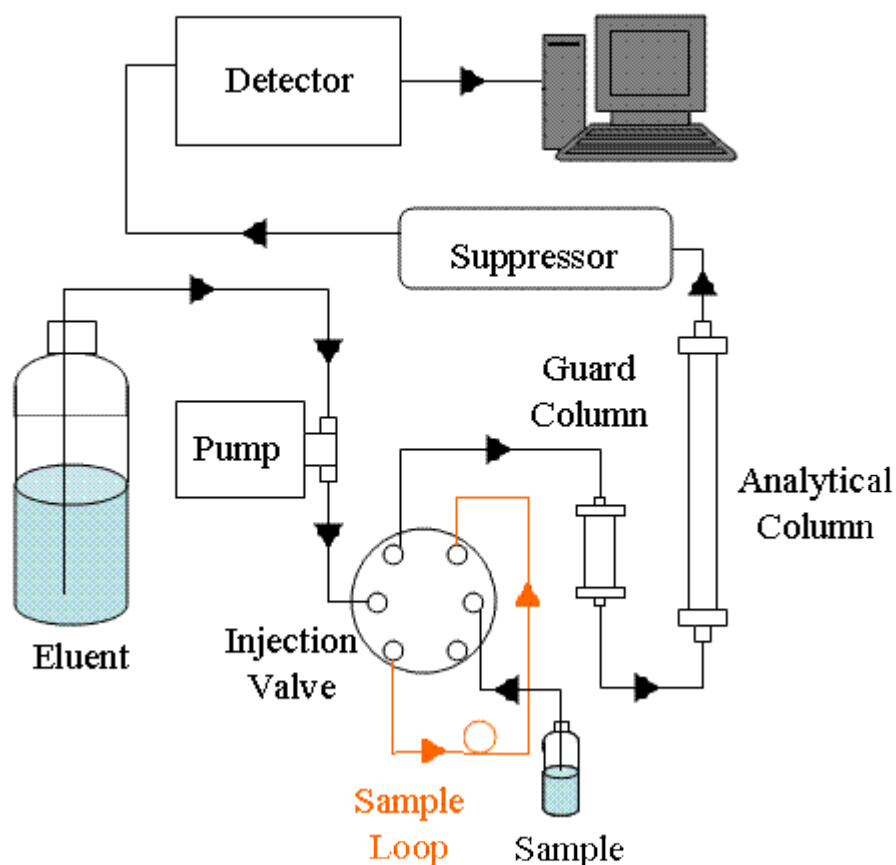 Detector
Suppressor
Guard
Column
Pump
Analytical
Column
Injection
Valve
Eluent
Sample
Loop
Sample